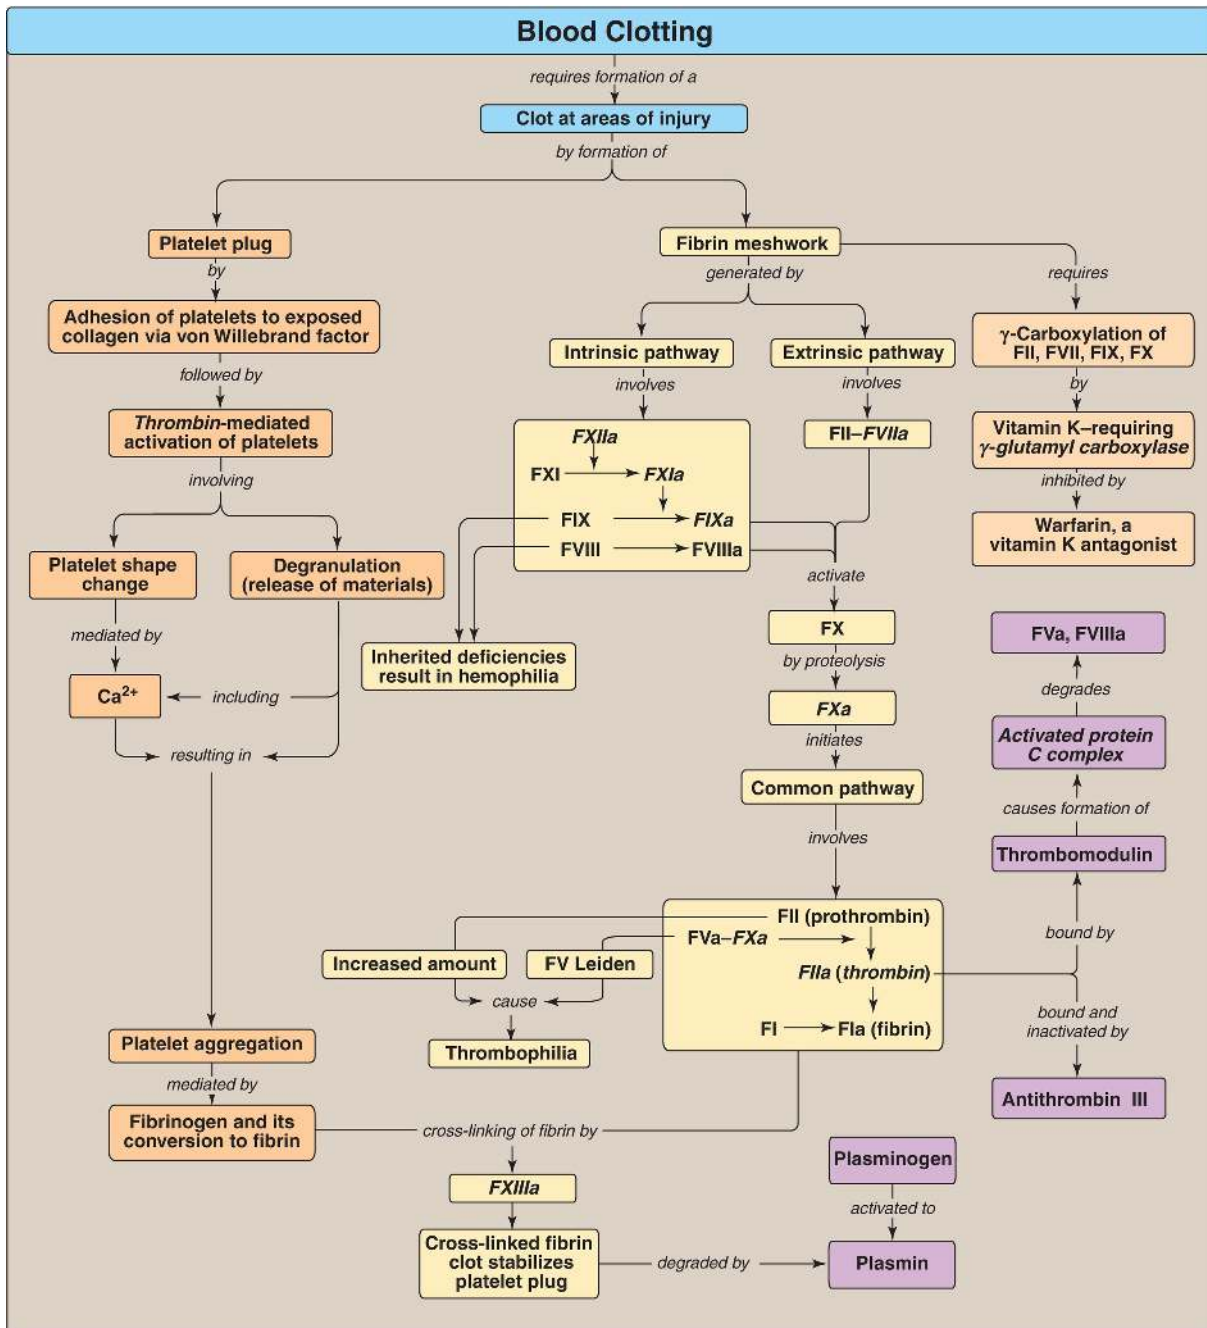 Blood Clotting
requires formation of a
Clot at areas of injury
by formation of
Platelet plug
by
Adhesion of platelets to exposed
collagen via von Willebrand factor
followed by
Thrombin-mediated
activation of platelets
involving
Platelet shape
change
Degranulation
(release of materials)
mediated by
Ca²⁺
including
resulting in
Platelet aggregation
mediated by
Fibrinogen and its
conversion to fibrin
Fibrin meshwork
generated by
Intrinsic pathway
involves
FXIIa
FXI
FXIa
FIX
FIXa
FVIII
FVIIIa
Inherited deficiencies
result in hemophilia
Extrinsic pathway
involves
FII–FVIIa
activate
FX
by proteolysis
FXa
initiates
Common pathway
involves
FII (prothrombin)
FVa–FXa
FIIa (thrombin)
FI
FIa (fibrin)
Increased amount
FV Leiden
cause
Thrombophilia
cross-linking of fibrin by
FXIIIa
Cross-linked fibrin
clot stabilizes
platelet plug
degraded by
Plasminogen
activated to
Plasmin
requires
γ-Carboxylation of
FII, FVII, FIX, FX
by
Vitamin K–requiring
γ-glutamyl carboxylase
inhibited by
Warfarin, a
vitamin K antagonist
FVa, FVIIIa
degrades
Activated protein
C complex
causes formation of
Thrombomodulin
bound by
bound and
inactivated by
Antithrombin III